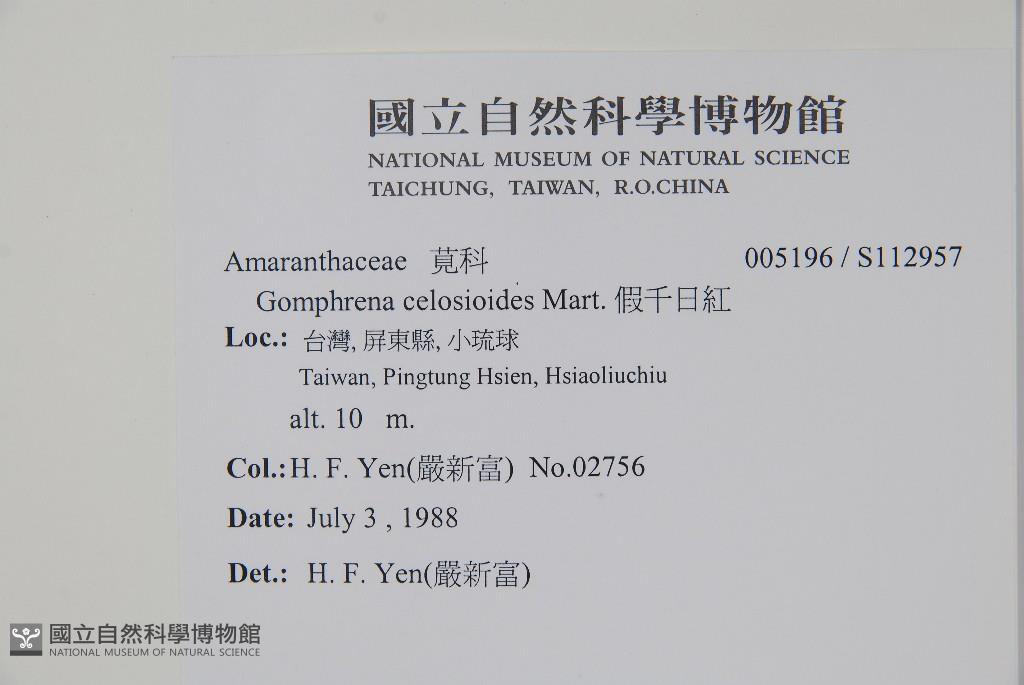 國立自然科學博物館
NATIONAL MUSEUM OF NATURAL SCIENCE
TAICHUNG, TAIWAN, R.O.CHINA
Amaranthaceae 莧科 005196 / S112957
Gomphrena celosioides Mart. 假千日紅
Loc.: 台灣, 屏東縣, 小琉球
Taiwan, Pingtung Hsien, Hsiaoliuchiu
alt. 10 m.
Col.: H. F. Yen(嚴新富) No.02756
Date: July 3 , 1988
Det.: H. F. Yen(嚴新富)
國立自然科學博物館
NATIONAL MUSEUM OF NATURAL SCIENCE